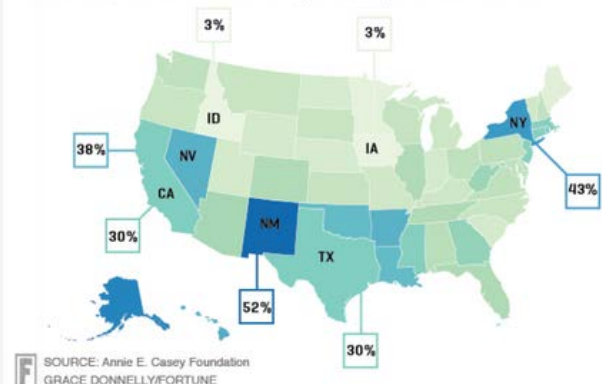 3%
3%
ID
NY
IA
38%
NV
CA
43%
NM
30%
TX
52%
30%
F
SOURCE: Annie E. Casey Foundation
GRACE DONNELLY/FORTUNE